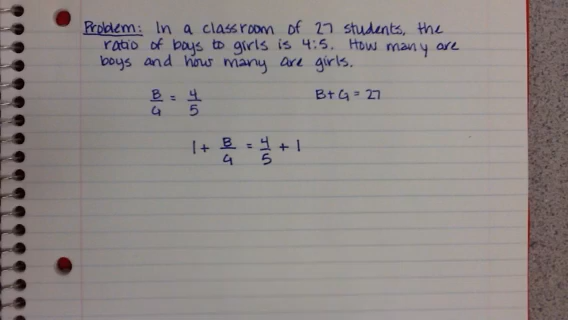 Problem: In a classroom of 27 students, the
ratio of boys to girls is 4:5. How many are
boys and how many are girls.
B/G = 4/5    B+G = 27
1 + B/G = 4/5 + 1